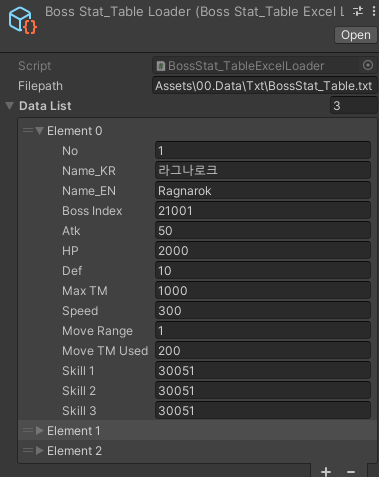 Boss Stat_Table Loader (Boss Stat_Table Excel L
Open
Script BossStat_TableExcelLoader
Filepath Assets\00.Data\Txt\BossStat_Table.txt
Data List 3
Element 0
No 1
Name_KR 라그나로크
Name_EN Ragnarok
Boss Index 21001
Atk 50
HP 2000
Def 10
Max TM 1000
Speed 300
Move Range 1
Move TM Used 200
Skill 1 30051
Skill 2 30051
Skill 3 30051
Element 1
Element 2
+ −